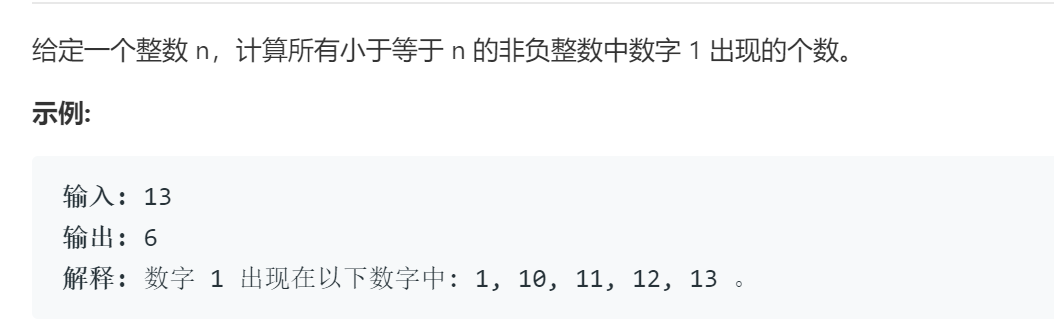 给定一个整数 n，计算所有小于等于 n 的非负整数中数字 1 出现的个数。
示例:
输入: 13
输出: 6
解释: 数字 1 出现在以下数字中: 1, 10, 11, 12, 13 。